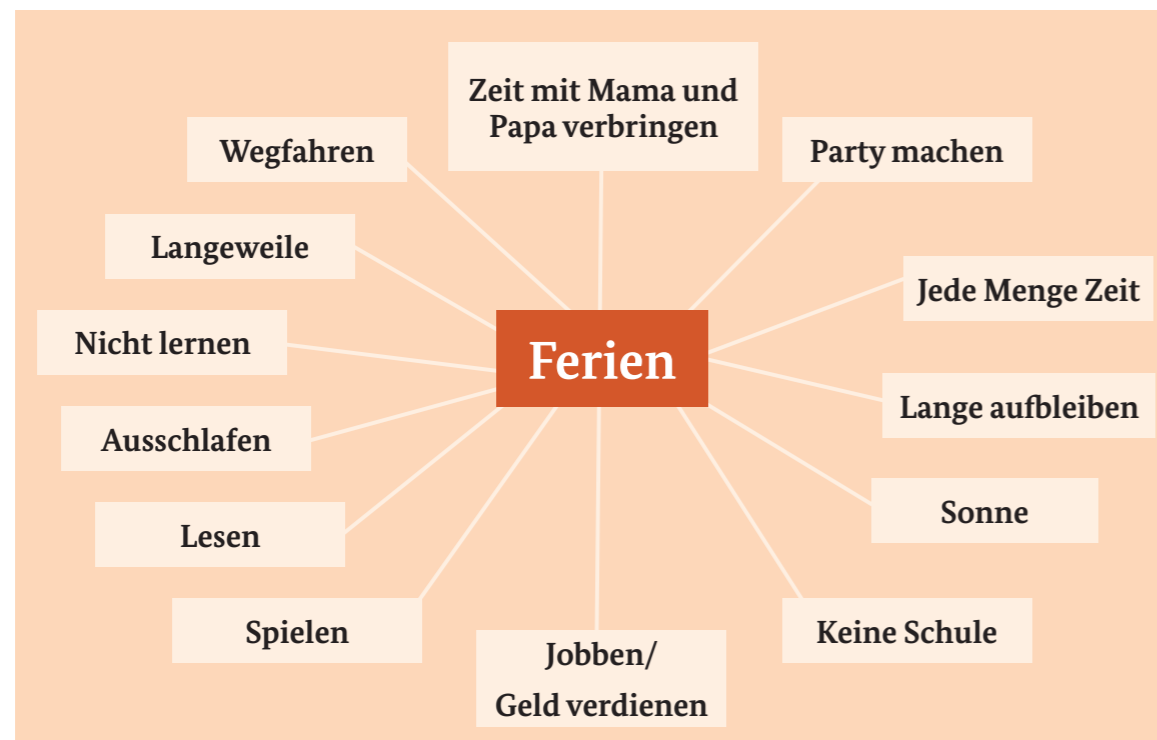 Zeit mit Mama und
Papa verbringen
Wegfahren
Party machen
Langeweile
Jede Menge Zeit
Nicht lernen
Ferien
Lange aufbleiben
Ausschlafen
Sonne
Lesen
Spielen
Keine Schule
Jobben/
Geld verdienen